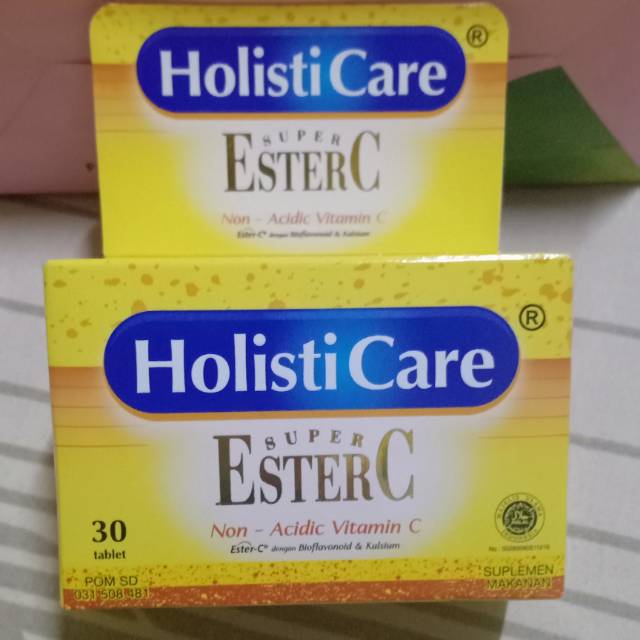 HolistiCare ®
SUPER
ESTER C
Non - Acidic Vitamin C
Ester-C® dengan Bioflavonoid & Kalsium
HolistiCare ®
SUPER
ESTER C
Non - Acidic Vitamin C
Ester-C® dengan Bioflavonoid & Kalsium
30
tablet
POM SD
031 508 481
SUPLEMEN
MAKANAN